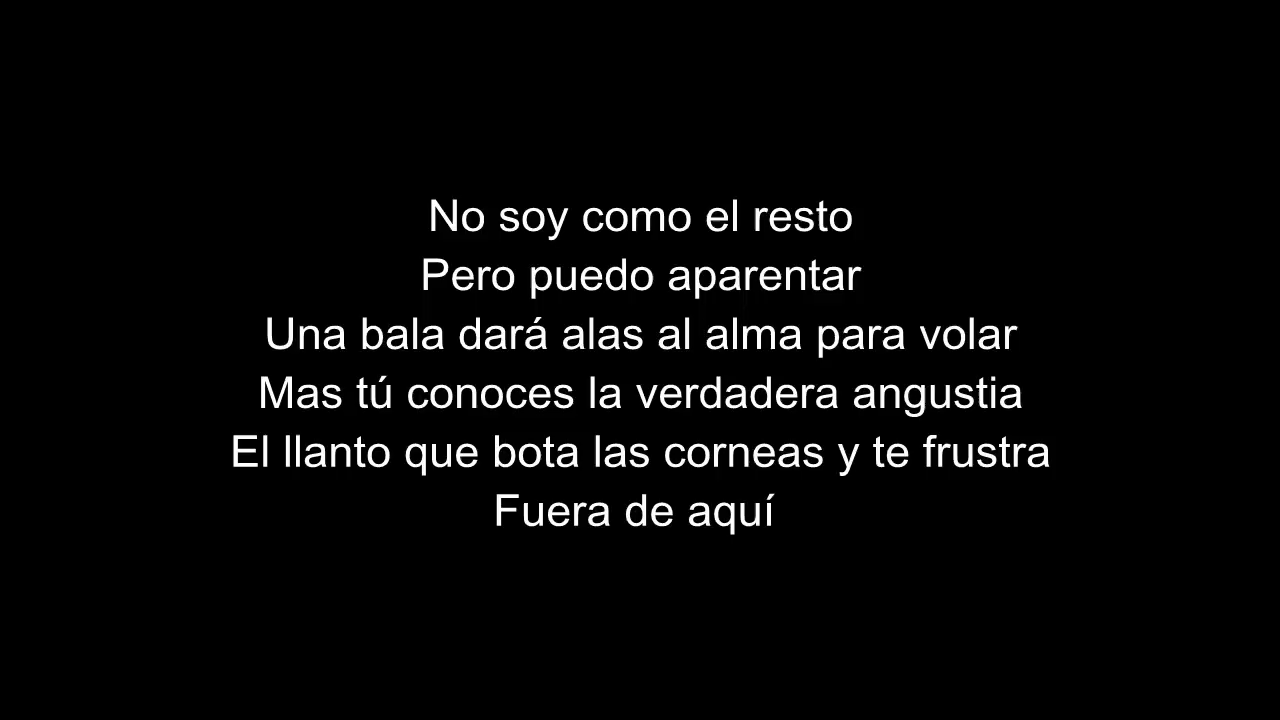 No soy como el resto
Pero puedo aparentar
Una bala dará alas al alma para volar
Mas tú conoces la verdadera angustia
El llanto que bota las corneas y te frustra
Fuera de aquí